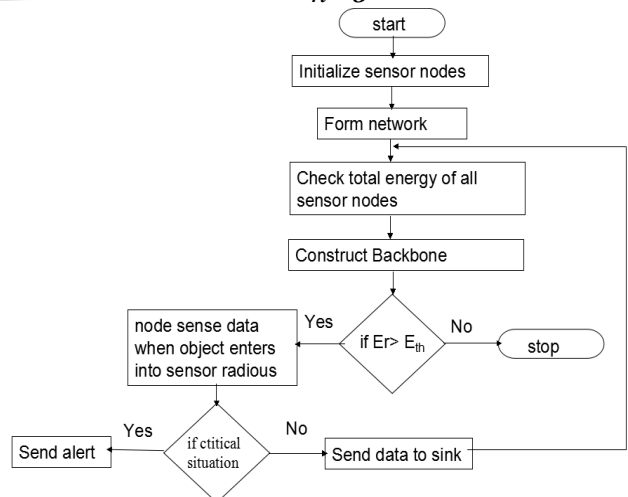 start
Initialize sensor nodes
Form network
Check total energy of all
sensor nodes
Construct Backbone
if Er> Eth
Yes
No
stop
node sense data
when object enters
into sensor radious
if ctitical
situation
Yes
No
Send alert
Send data to sink